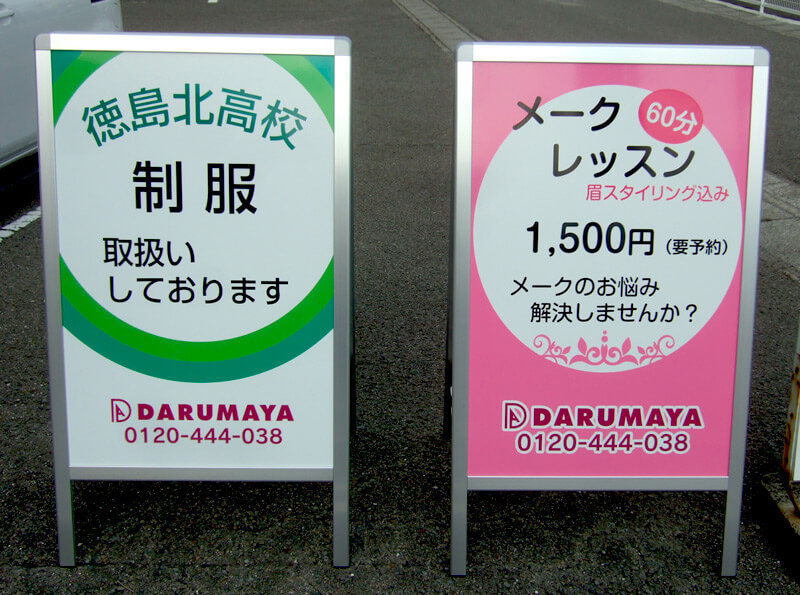 徳島北高校
制服
取扱い
しております
DARUMAYA
0120-444-038
メーク 60分
レッスン
眉スタイリング込み
1,500円 (要予約)
メークのお悩み
解決しませんか?
DARUMAYA
0120-444-038